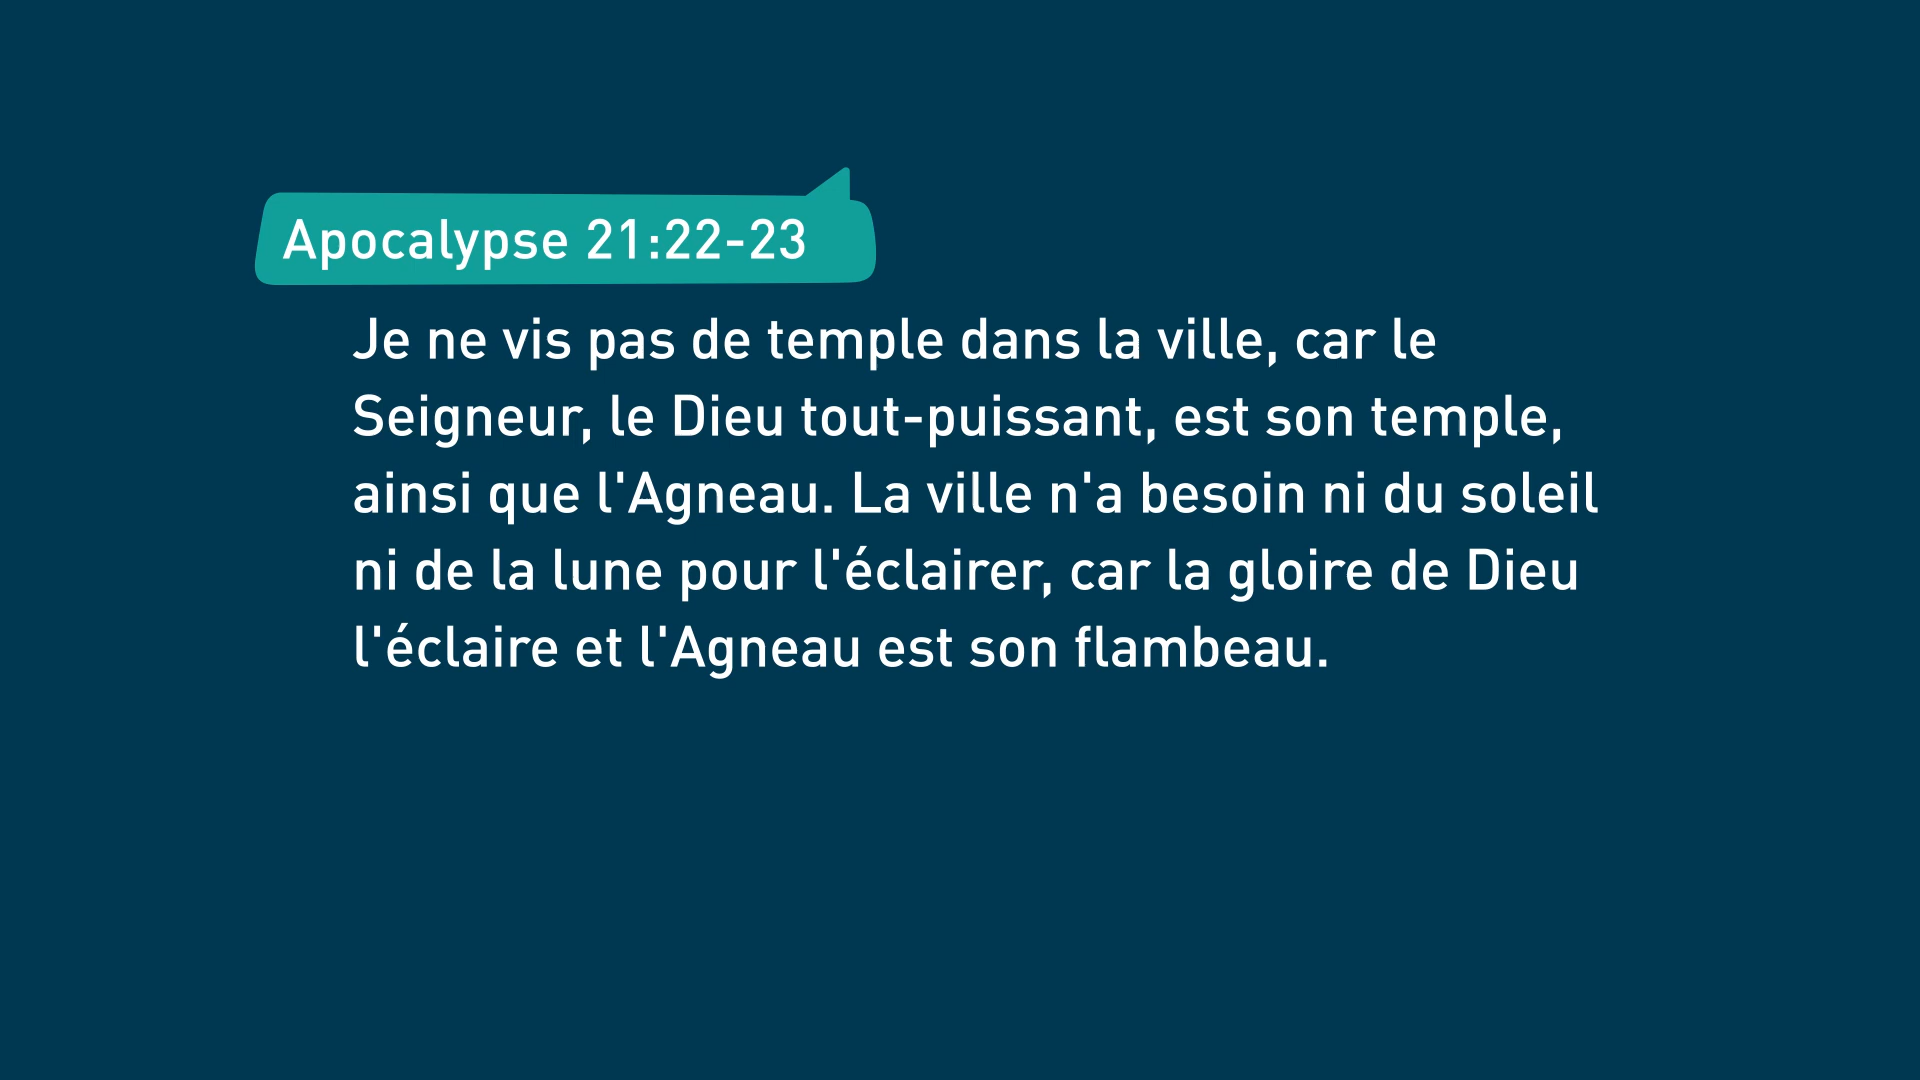 Apocalypse 21:22-23
Je ne vis pas de temple dans la ville, car le
Seigneur, le Dieu tout-puissant, est son temple,
ainsi que l'Agneau. La ville n'a besoin ni du soleil
ni de la lune pour l'éclairer, car la gloire de Dieu
l'éclaire et l'Agneau est son flambeau.